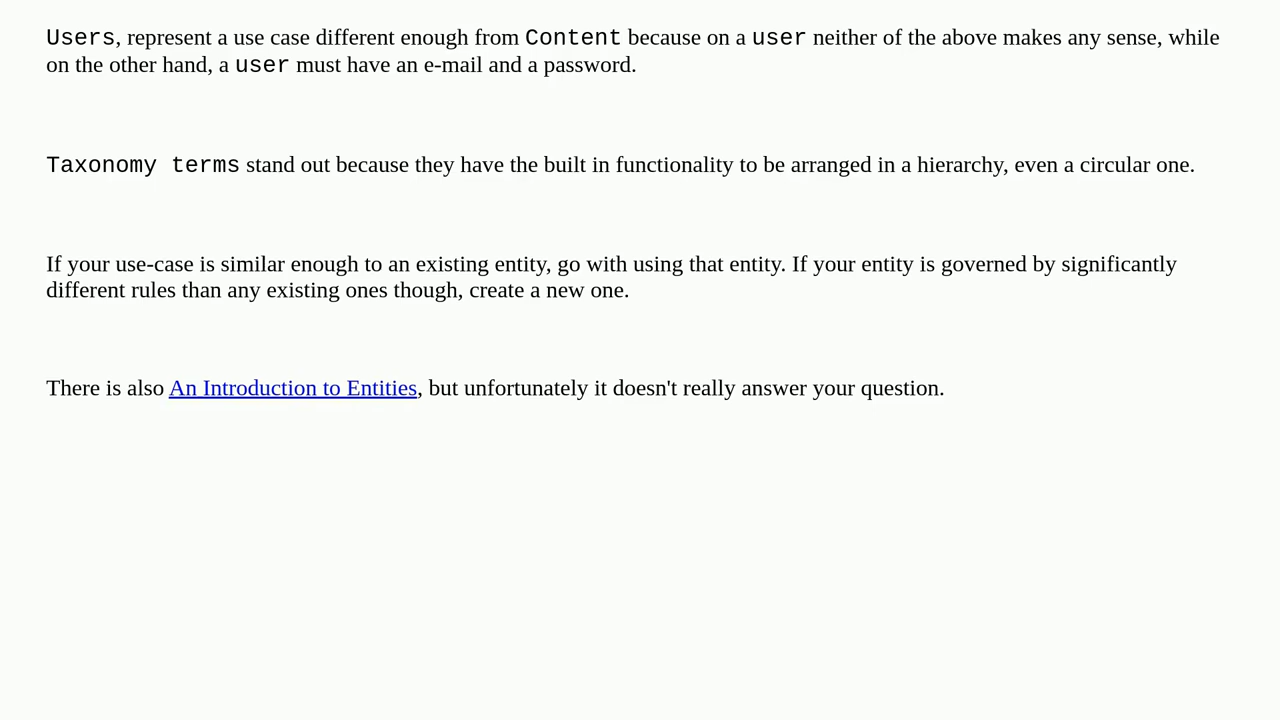 Users, represent a use case different enough from Content because on a user neither of the above makes any sense, while
on the other hand, a user must have an e-mail and a password.
Taxonomy terms stand out because they have the built in functionality to be arranged in a hierarchy, even a circular one.
If your use-case is similar enough to an existing entity, go with using that entity. If your entity is governed by significantly
different rules than any existing ones though, create a new one.
There is also An Introduction to Entities, but unfortunately it doesn't really answer your question.